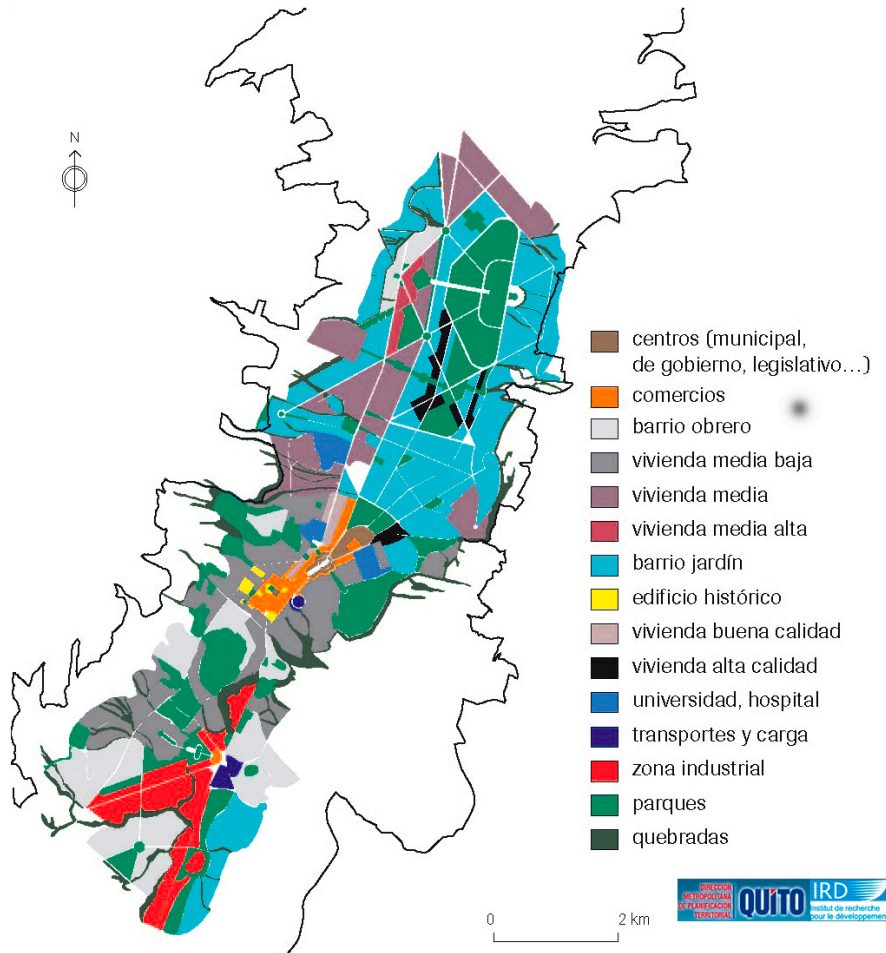 N
centros (municipal,
de gobierno, legislativo...)
comercios
barrio obrero
vivienda media baja
vivienda media
vivienda media alta
barrio jardín
edificio histórico
vivienda buena calidad
vivienda alta calidad
universidad, hospital
transportes y carga
zona industrial
parques
quebradas
0 2 km
DIRECCIÓN
METROPOLITANA
DE PLANIFICACIÓN
TERRITORIAL
QUITO
IRD
Institut de recherche
pour le développement